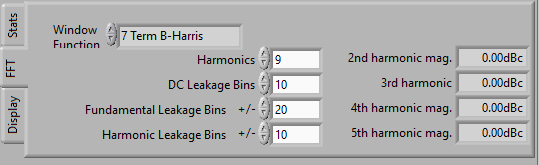 Stats
FFT
Display
Window
Function
7 Term B-Harris
Harmonics 9
DC Leakage Bins 10
Fundamental Leakage Bins +/- 20
Harmonic Leakage Bins +/- 10
2nd harmonic mag. 0.00dBc
3rd harmonic 0.00dBc
4th harmonic mag. 0.00dBc
5th harmonic mag. 0.00dBc